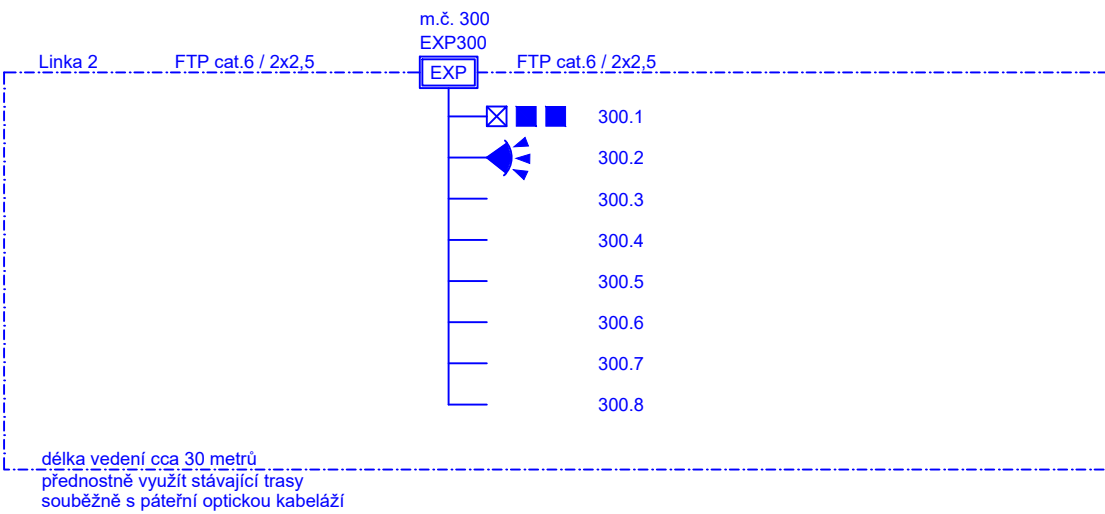 m.č. 300
EXP300
Linka 2
FTP cat.6 / 2x2,5
EXP
FTP cat.6 / 2x2,5
300.1
300.2
300.3
300.4
300.5
300.6
300.7
300.8
délka vedení cca 30 metrů
přednostně využít stávající trasy
souběžně s páteřní optickou kabeláží